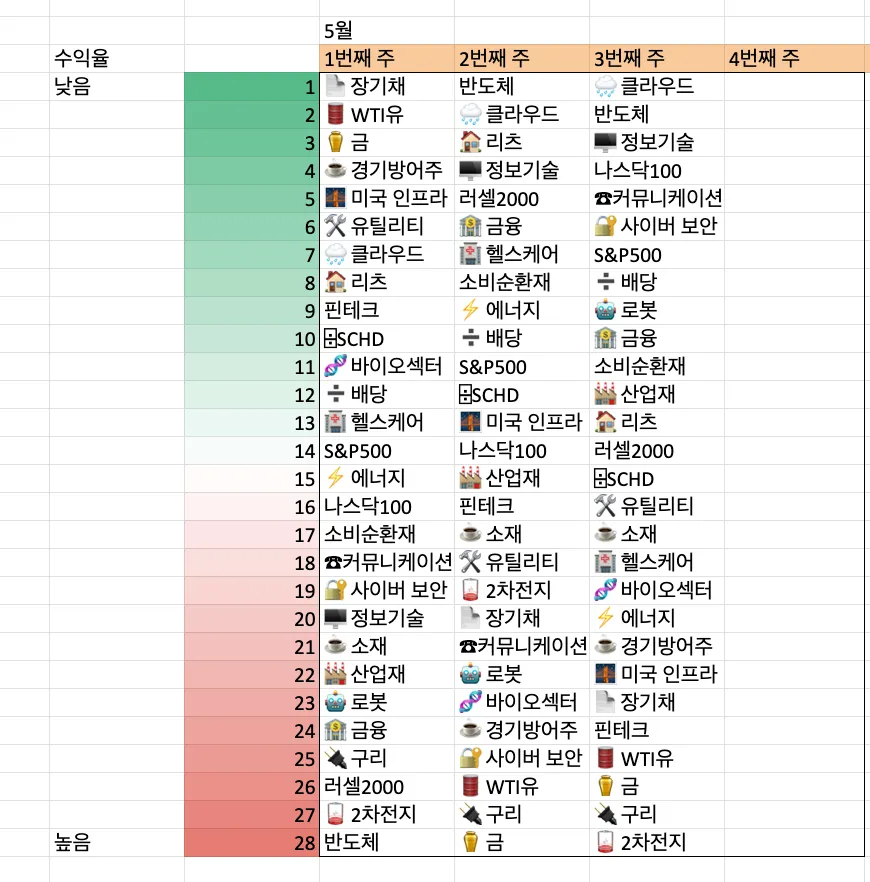 5월
수익률 1번째 주 2번째 주 3번째 주 4번째 주
낮음 1 장기채 반도체 클라우드
2 WTI유 클라우드 반도체
3 금 리츠 정보기술
4 경기방어주 정보기술 나스닥100
5 미국 인프라 러셀2000 ☎커뮤니케이션
6 유틸리티 금융 사이버 보안
7 클라우드 헬스케어 S&P500
8 리츠 소비순환재 ➗ 배당
9 핀테크 ⚡ 에너지 로봇
10 SCHD ➗ 배당 금융
11 바이오섹터 S&P500 소비순환재
12 ➗ 배당 SCHD 산업재
13 헬스케어 미국 인프라 리츠
14 S&P500 나스닥100 러셀2000
15 에너지 산업재 SCHD
16 나스닥100 핀테크 유틸리티
17 소비순환재 소재 소재
18 ☎커뮤니케이션 유틸리티 헬스케어
19 사이버 보안 2차전지 바이오섹터
20 정보기술 장기채 에너지
21 소재 ☎커뮤니케이션 경기방어주
22 산업재 로봇 미국 인프라
23 로봇 바이오섹터 장기채
24 금융 경기방어주 핀테크
25 구리 사이버 보안 WTI유
26 러셀2000 WTI유 금
27 2차전지 구리 구리
높음 28 반도체 금 2차전지